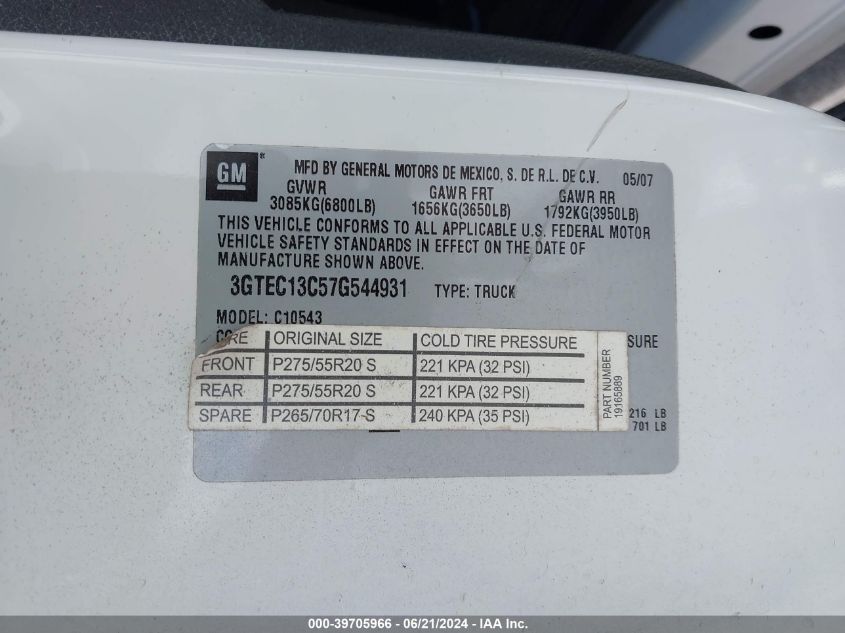 GM ® MFD BY GENERAL MOTORS DE MEXICO, S. DE R.L. DE C.V. 05/07
GVWR GAWR FRT GAWR RR
3085KG(6800LB) 1656KG(3650LB) 1792KG(3950LB)
THIS VEHICLE CONFORMS TO ALL APPLICABLE U.S. FEDERAL MOTOR
VEHICLE SAFETY STANDARDS IN EFFECT ON THE DATE OF
MANUFACTURE SHOWN ABOVE.
3GTEC13C57G544931 TYPE: TRUCK
MODEL: C10543
ORIGINAL SIZE COLD TIRE PRESSURE SURE
FRONT P275/55R20 S 221 KPA (32 PSI)
REAR P275/55R20 S 221 KPA (32 PSI)
SPARE P265/70R17 S 240 KPA (35 PSI)
PART NUMBER
19165889
216 LB
701 LB
000-39705966 - 06/21/2024 - IAA Inc.